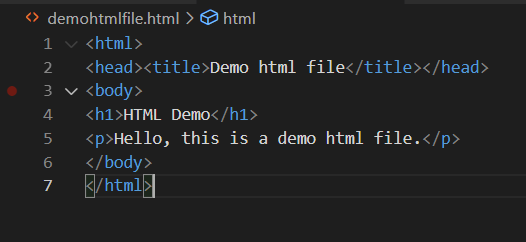 <> demohtmlfile.html > html
1 <html>
2 <head><title>Demo html file</title></head>
3 <body>
4 <h1>HTML Demo</h1>
5 <p>Hello, this is a demo html file.</p>
6 </body>
7 </html>